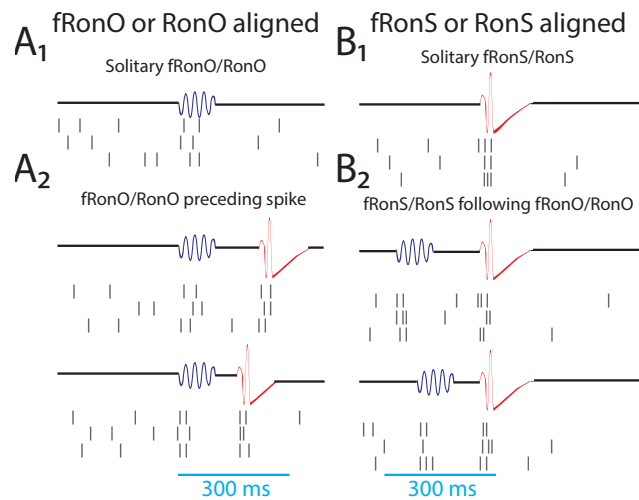 fRonO or RonO aligned
A1
Solitary fRonO/RonO
A2
fRonO/RonO preceding spike
300 ms
fRonS or RonS aligned
B1
Solitary fRonS/RonS
B2
fRonS/RonS following fRonO/RonO
300 ms